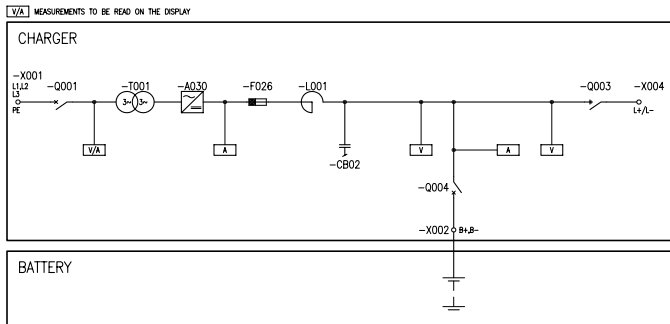 V/A MEASUREMENTS TO BE READ ON THE DISPLAY
CHARGER
-X001
L1,L2
L3
PE
-Q001
-T001
3~ 3~
-A030
-F026
-L001
-Q003
-X004
L+/L-
V/A
A
-CB02
V
A
V
-Q004
-X002
B+,B-
BATTERY